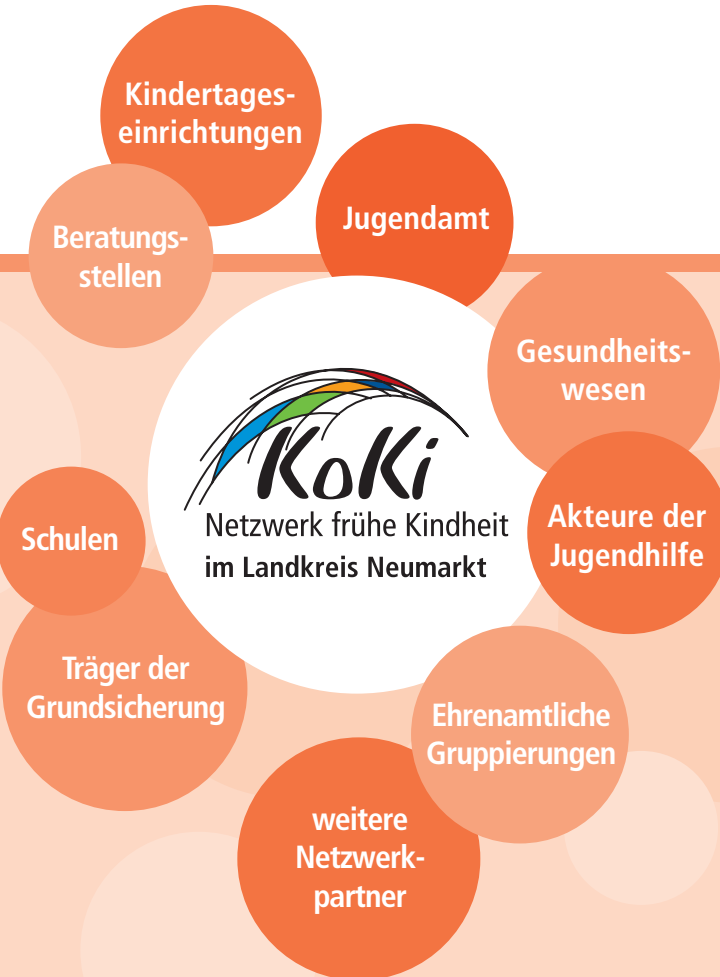 Kindertages-
einrichtungen
Jugendamt
Beratungs-
stellen
Gesundheits-
wesen
KoKi
Netzwerk frühe Kindheit
im Landkreis Neumarkt
Akteure der
Jugendhilfe
Schulen
Träger der
Grundsicherung
Ehrenamtliche
Gruppierungen
weitere
Netzwerk-
partner